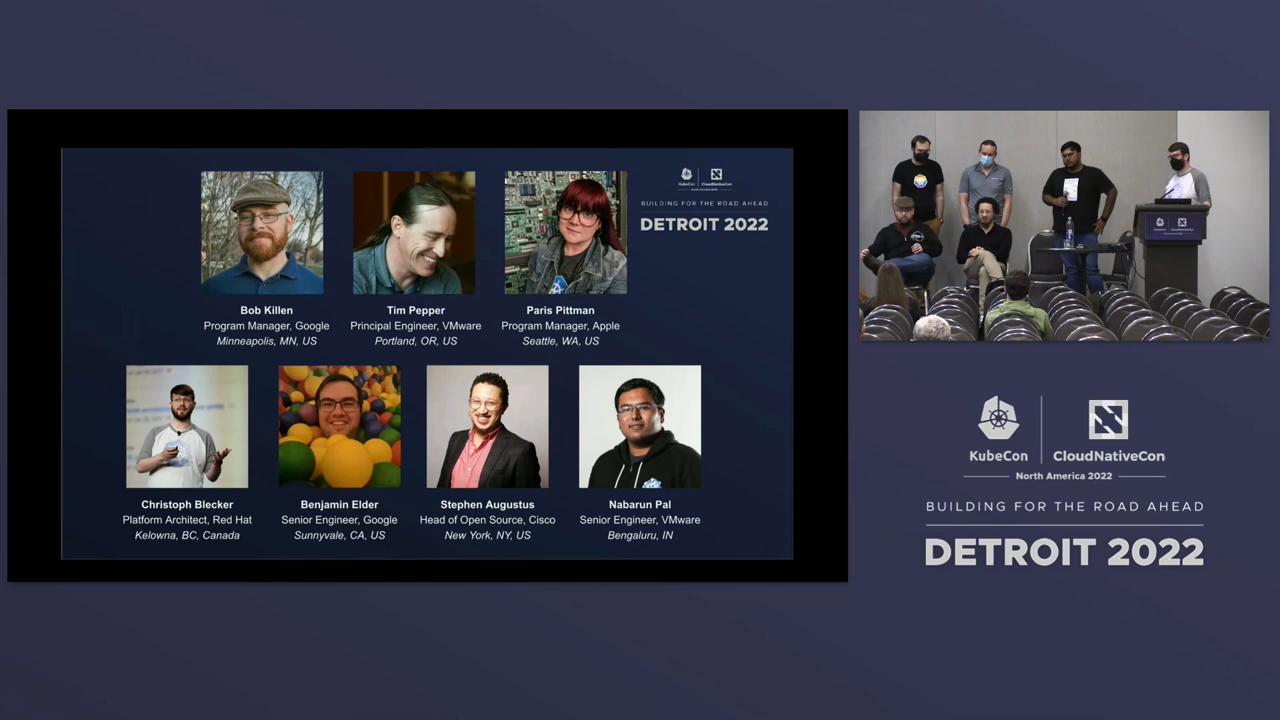 KubeCon
CloudNativeCon
BUILDING FOR THE ROAD AHEAD
DETROIT 2022
Bob Killen
Program Manager, Google
Minneapolis, MN, US
Tim Pepper
Principal Engineer, VMware
Portland, OR, US
Paris Pittman
Program Manager, Apple
Seattle, WA, US
Christoph Blecker
Platform Architect, Red Hat
Kelowna, BC, Canada
Benjamin Elder
Senior Engineer, Google
Sunnyvale, CA, US
Stephen Augustus
Head of Open Source, Cisco
New York, NY, US
Nabarun Pal
Senior Engineer, VMware
Bengaluru, IN
KubeCon
CloudNativeCon
North America 2022
BUILDING FOR THE ROAD AHEAD
DETROIT 2022